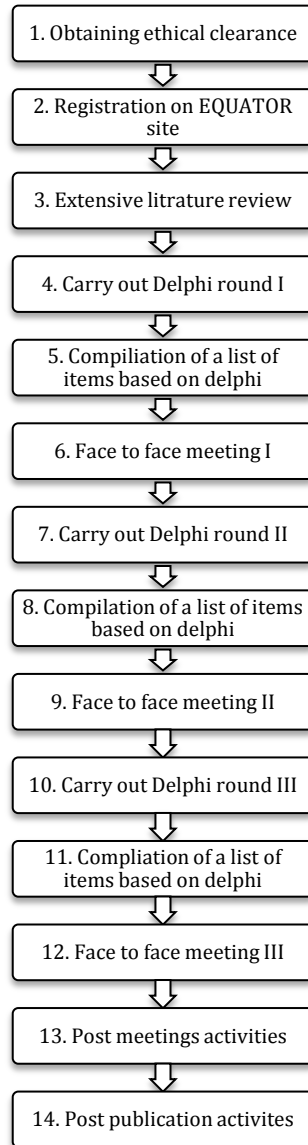 1. Obtaining ethical clearance
2. Registration on EQUATOR
site
3. Extensive litrature review
4. Carry out Delphi round I
5. Compiliation of a list of
items based on delphi
6. Face to face meeting I
7. Carry out Delphi round II
8. Compilation of a list of items
based on delphi
9. Face to face meeting II
10. Carry out Delphi round III
11. Compliation of a list of
items based on delphi
12. Face to face meeting III
13. Post meetings activities
14. Post publication activites